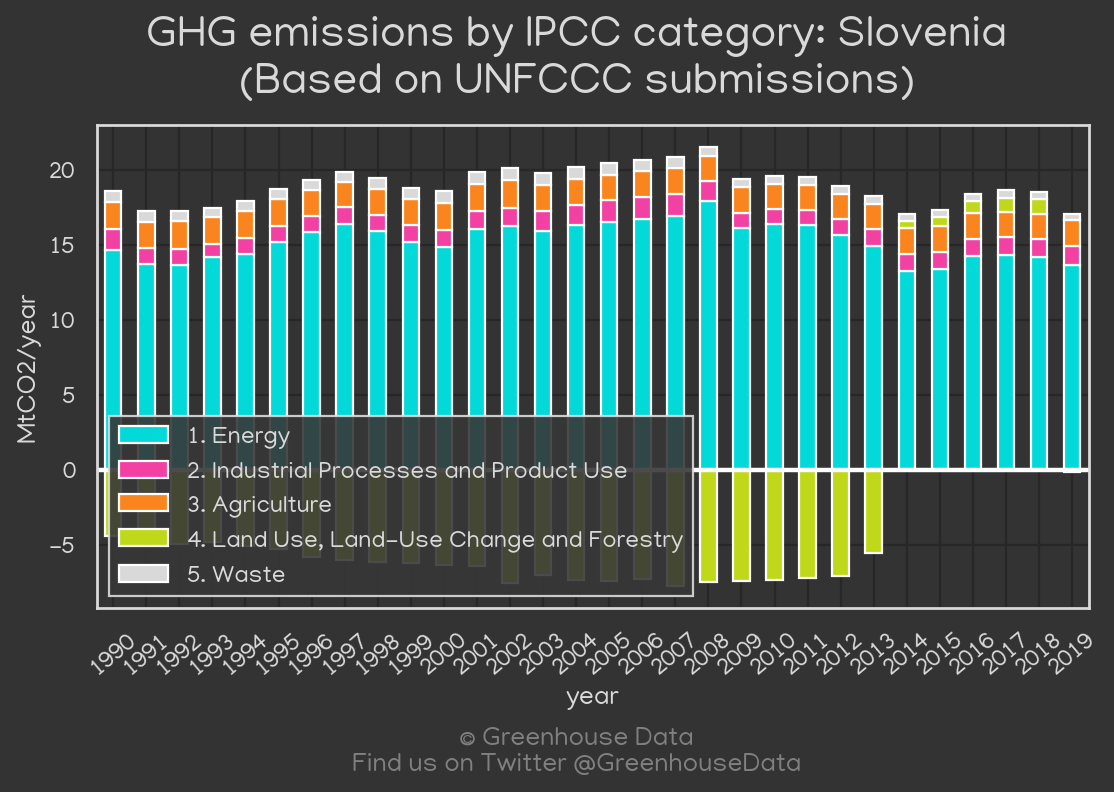 GHG emissions by IPCC category: Slovenia
(Based on UNFCCC submissions)
MtCO2/year
20
15
10
5
0
−5
1. Energy
2. Industrial Processes and Product Use
3. Agriculture
4. Land Use, Land-Use Change and Forestry
5. Waste
1990 1991 1992 1993 1994 1995 1996 1997 1998 1999 2000 2001 2002 2003 2004 2005 2006 2007 2008 2009 2010 2011 2012 2013 2014 2015 2016 2017 2018 2019
year
© Greenhouse Data
Find us on Twitter @GreenhouseData